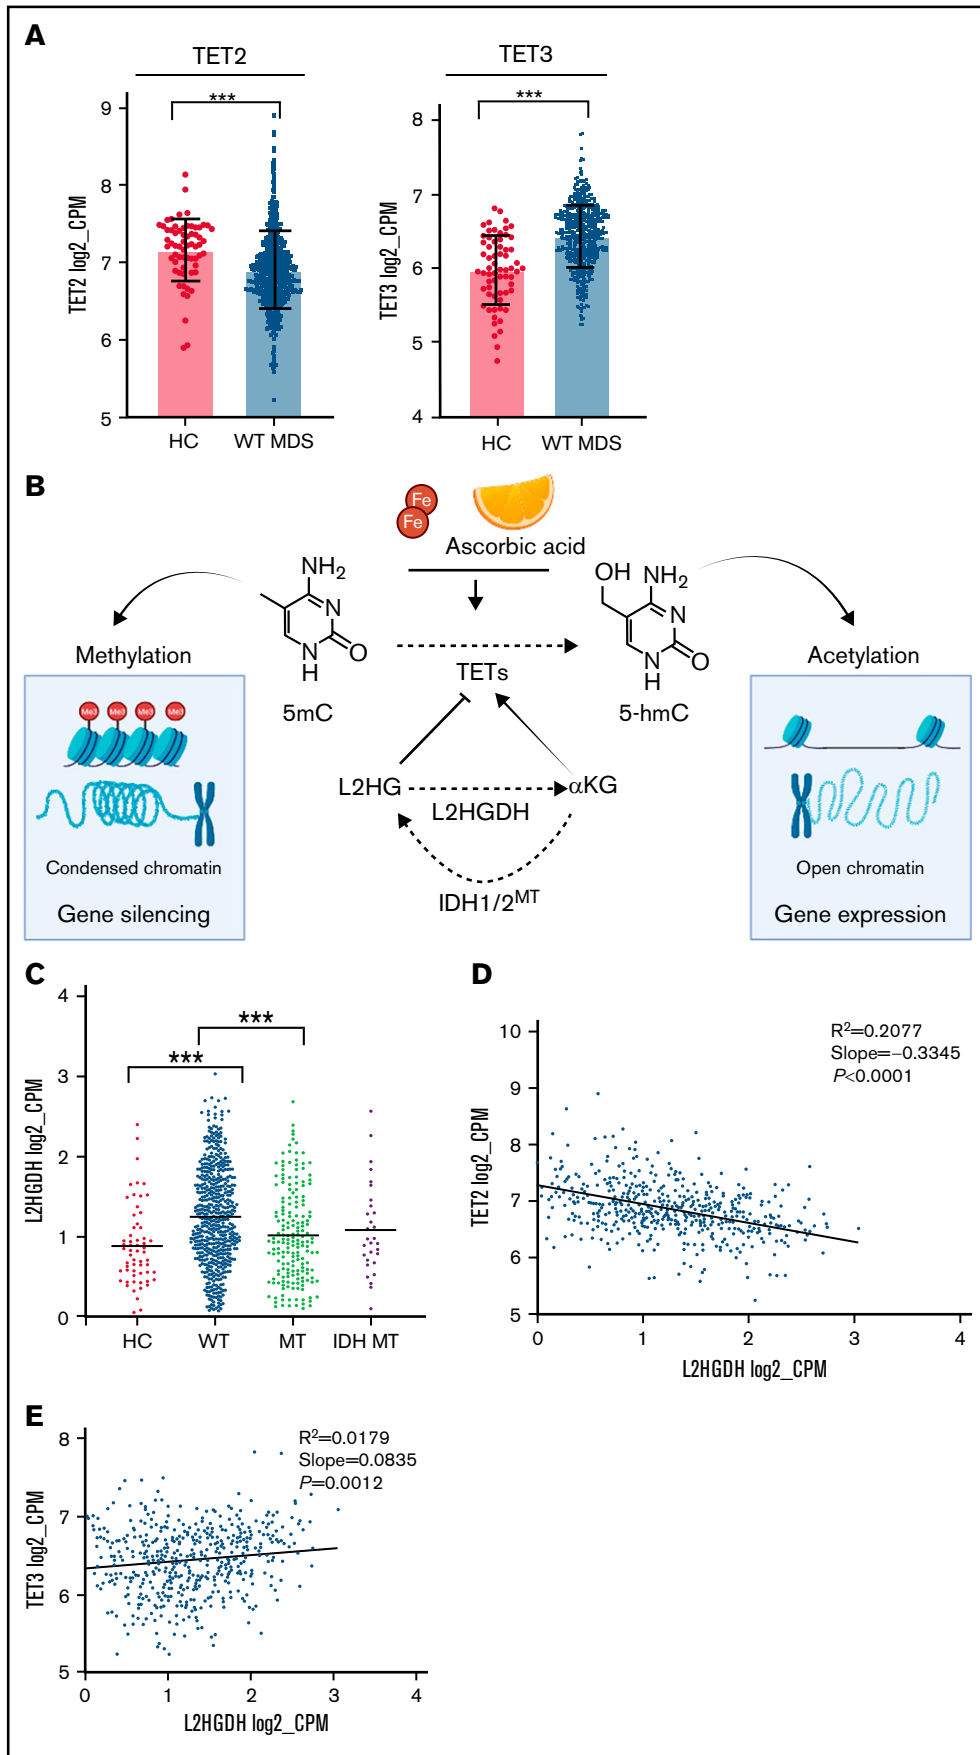 A
TET2
***
TET2 log2_CPM
9
8
7
6
5
HC
WT MDS
TET3
***
TET3 log2_CPM
8
7
6
5
4
HC
WT MDS
B
Fe
Fe
Ascorbic acid
NH2
N
N
H
O
5mC
TETs
OH
NH2
N
N
H
O
5-hmC
Methylation
Me3 Me3 Me3 Me3
Condensed chromatin
Gene silencing
L2HG
L2HGDH
αKG
IDH1/2MT
Acetylation
Open chromatin
Gene expression
C
***
***
L2HGDH log2_CPM
4
3
2
1
0
HC
WT
MT
IDH MT
D
R2=0.2077
Slope=−0.3345
P<0.0001
TET2 log2_CPM
10
9
8
7
6
5
0
1
2
3
4
L2HGDH log2_CPM
E
R2=0.0179
Slope=0.0835
P=0.0012
TET3 log2_CPM
8
7
6
5
0
1
2
3
4
L2HGDH log2_CPM